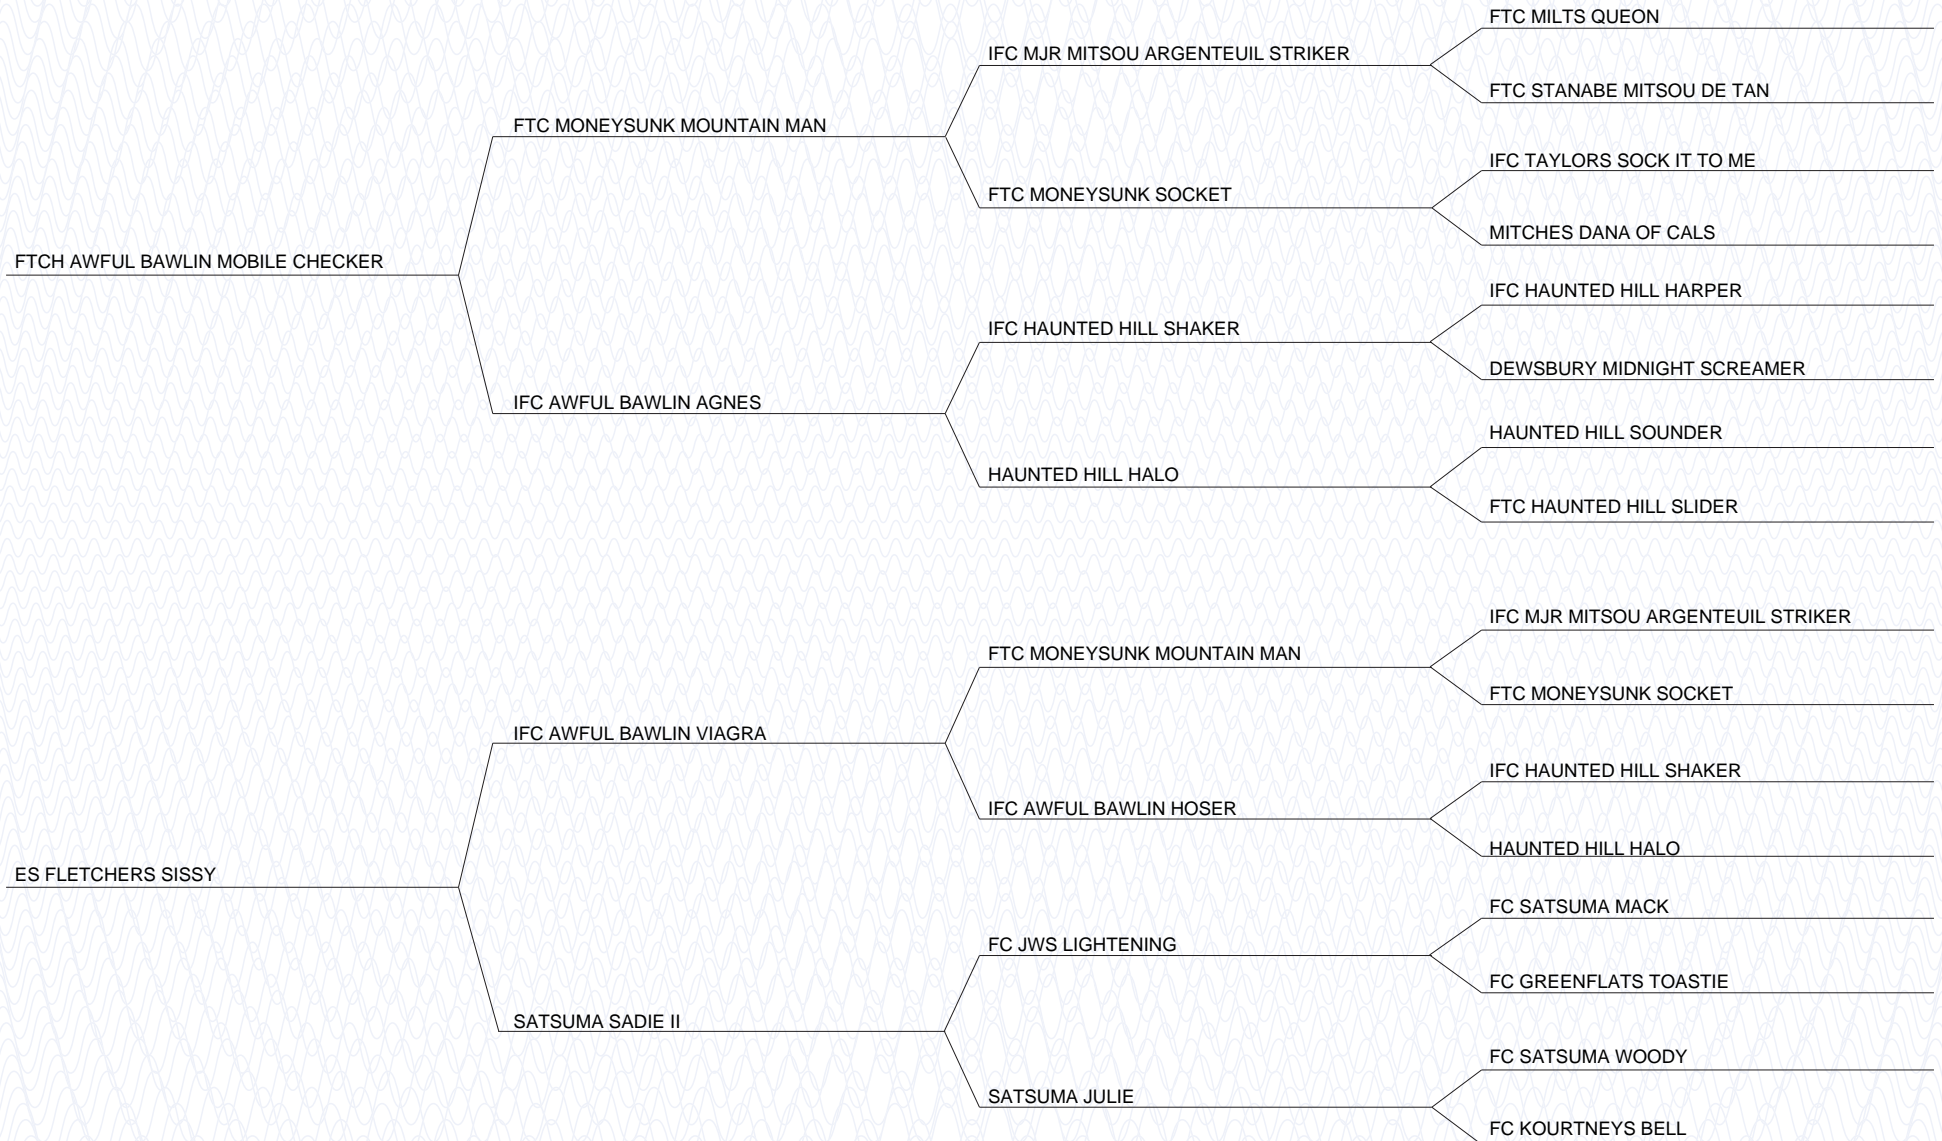 FTC MILTS QUEON
IFC MJR MITSOU ARGENTEUIL STRIKER
FTC STANABE MITSOU DE TAN
FTC MONEYSUNK MOUNTAIN MAN
IFC TAYLORS SOCK IT TO ME
FTC MONEYSUNK SOCKET
MITCHES DANA OF CALS
FTCH AWFUL BAWLIN MOBILE CHECKER
IFC HAUNTED HILL HARPER
IFC HAUNTED HILL SHAKER
DEWSBURY MIDNIGHT SCREAMER
IFC AWFUL BAWLIN AGNES
HAUNTED HILL SOUNDER
HAUNTED HILL HALO
FTC HAUNTED HILL SLIDER
IFC MJR MITSOU ARGENTEUIL STRIKER
FTC MONEYSUNK MOUNTAIN MAN
FTC MONEYSUNK SOCKET
IFC AWFUL BAWLIN VIAGRA
IFC HAUNTED HILL SHAKER
IFC AWFUL BAWLIN HOSER
HAUNTED HILL HALO
ES FLETCHERS SISSY
FC SATSUMA MACK
FC JWS LIGHTENING
FC GREENFLATS TOASTIE
SATSUMA SADIE II
FC SATSUMA WOODY
SATSUMA JULIE
FC KOURTNEYS BELL